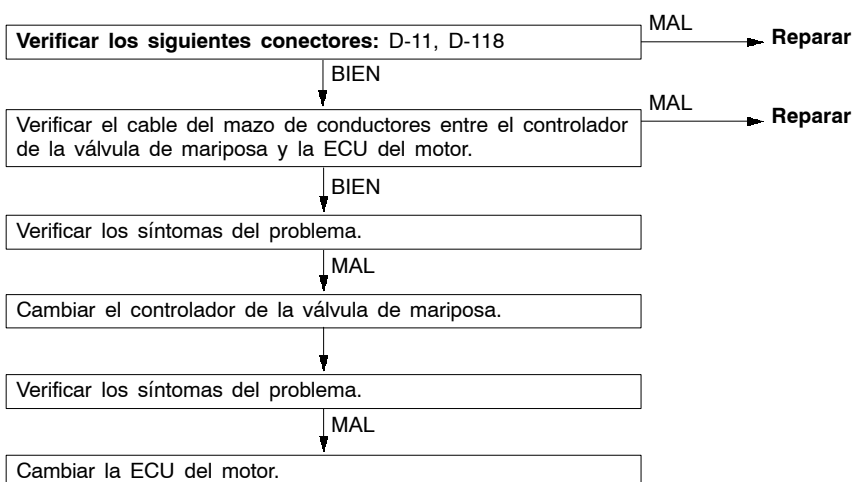 Verificar los siguientes conectores: D-11, D-118
MAL
Reparar
BIEN
Verificar el cable del mazo de conductores entre el controlador
de la válvula de mariposa y la ECU del motor.
MAL
Reparar
BIEN
Verificar los síntomas del problema.
MAL
Cambiar el controlador de la válvula de mariposa.
Verificar los síntomas del problema.
MAL
Cambiar la ECU del motor.